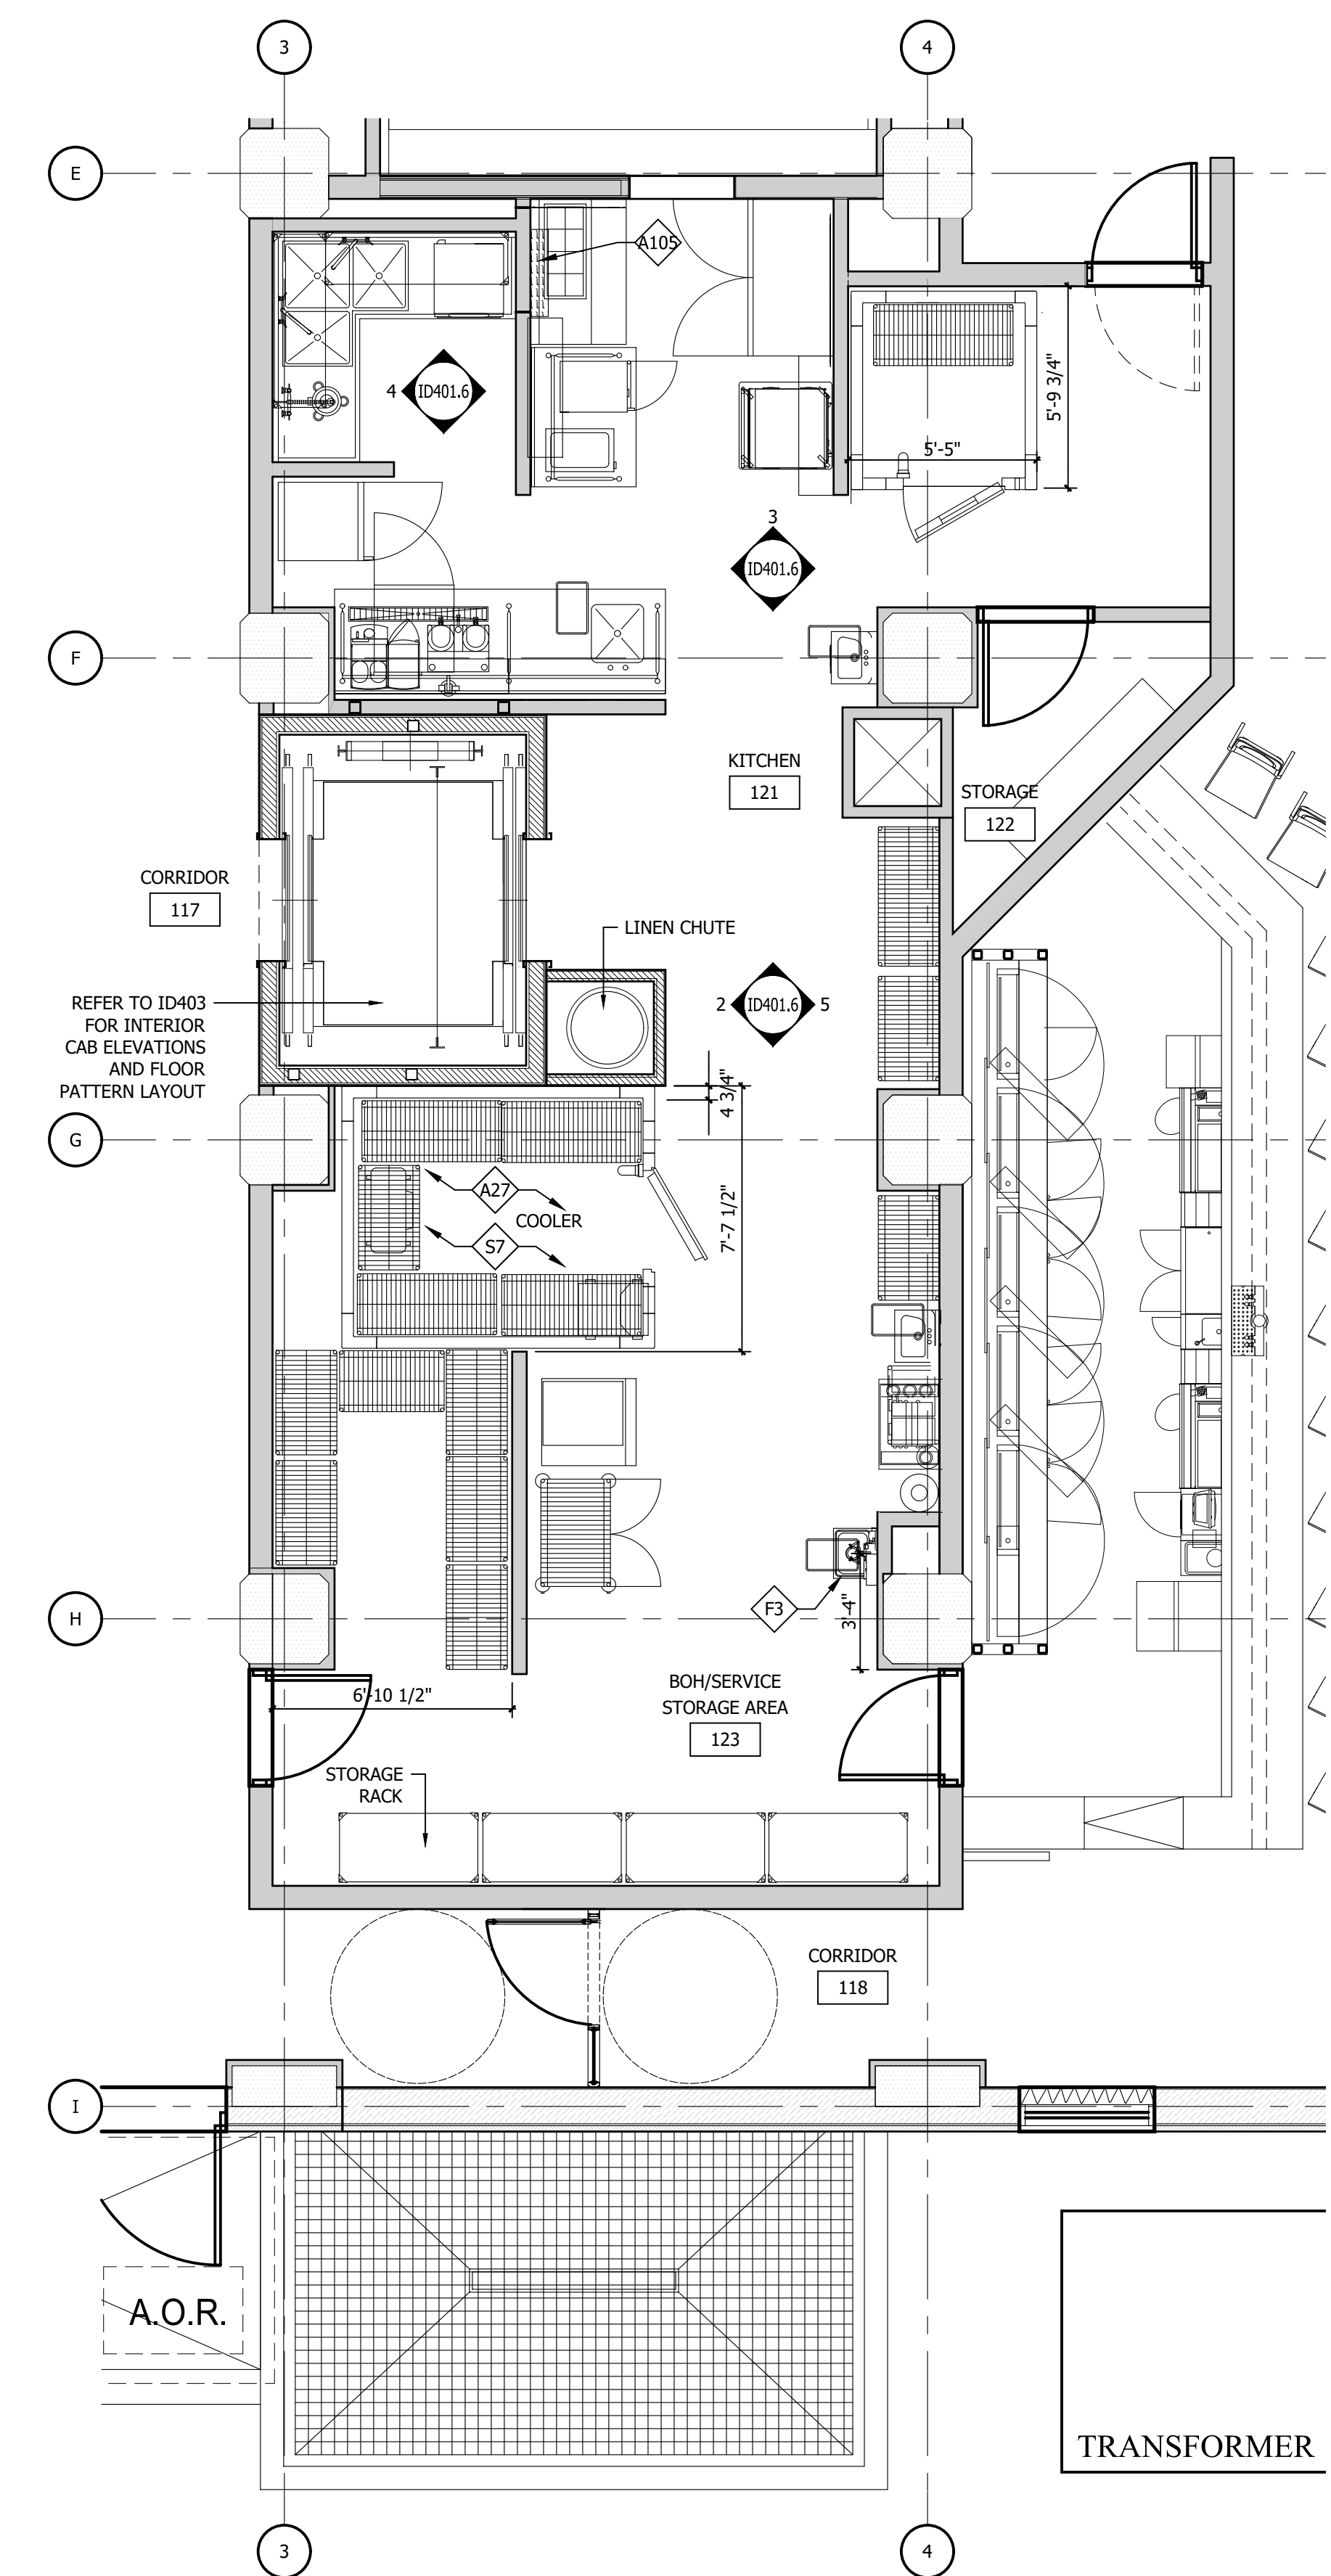 3
4
E
A105
5'-9 3/4"
4
ID401.6
5'-5"
3
ID401.6
F
KITCHEN
121
STORAGE
122
CORRIDOR
117
LINEN CHUTE
REFER TO ID403
FOR INTERIOR
CAB ELEVATIONS
AND FLOOR
PATTERN LAYOUT
2
ID401.6
5
4 3/4"
G
A27
COOLER
S7
7'-7 1/2"
H
F3
3'-4"
6'-10 1/2"
BOH/SERVICE
STORAGE AREA
123
STORAGE
RACK
CORRIDOR
118
I
A.O.R.
TRANSFORMER
3
4